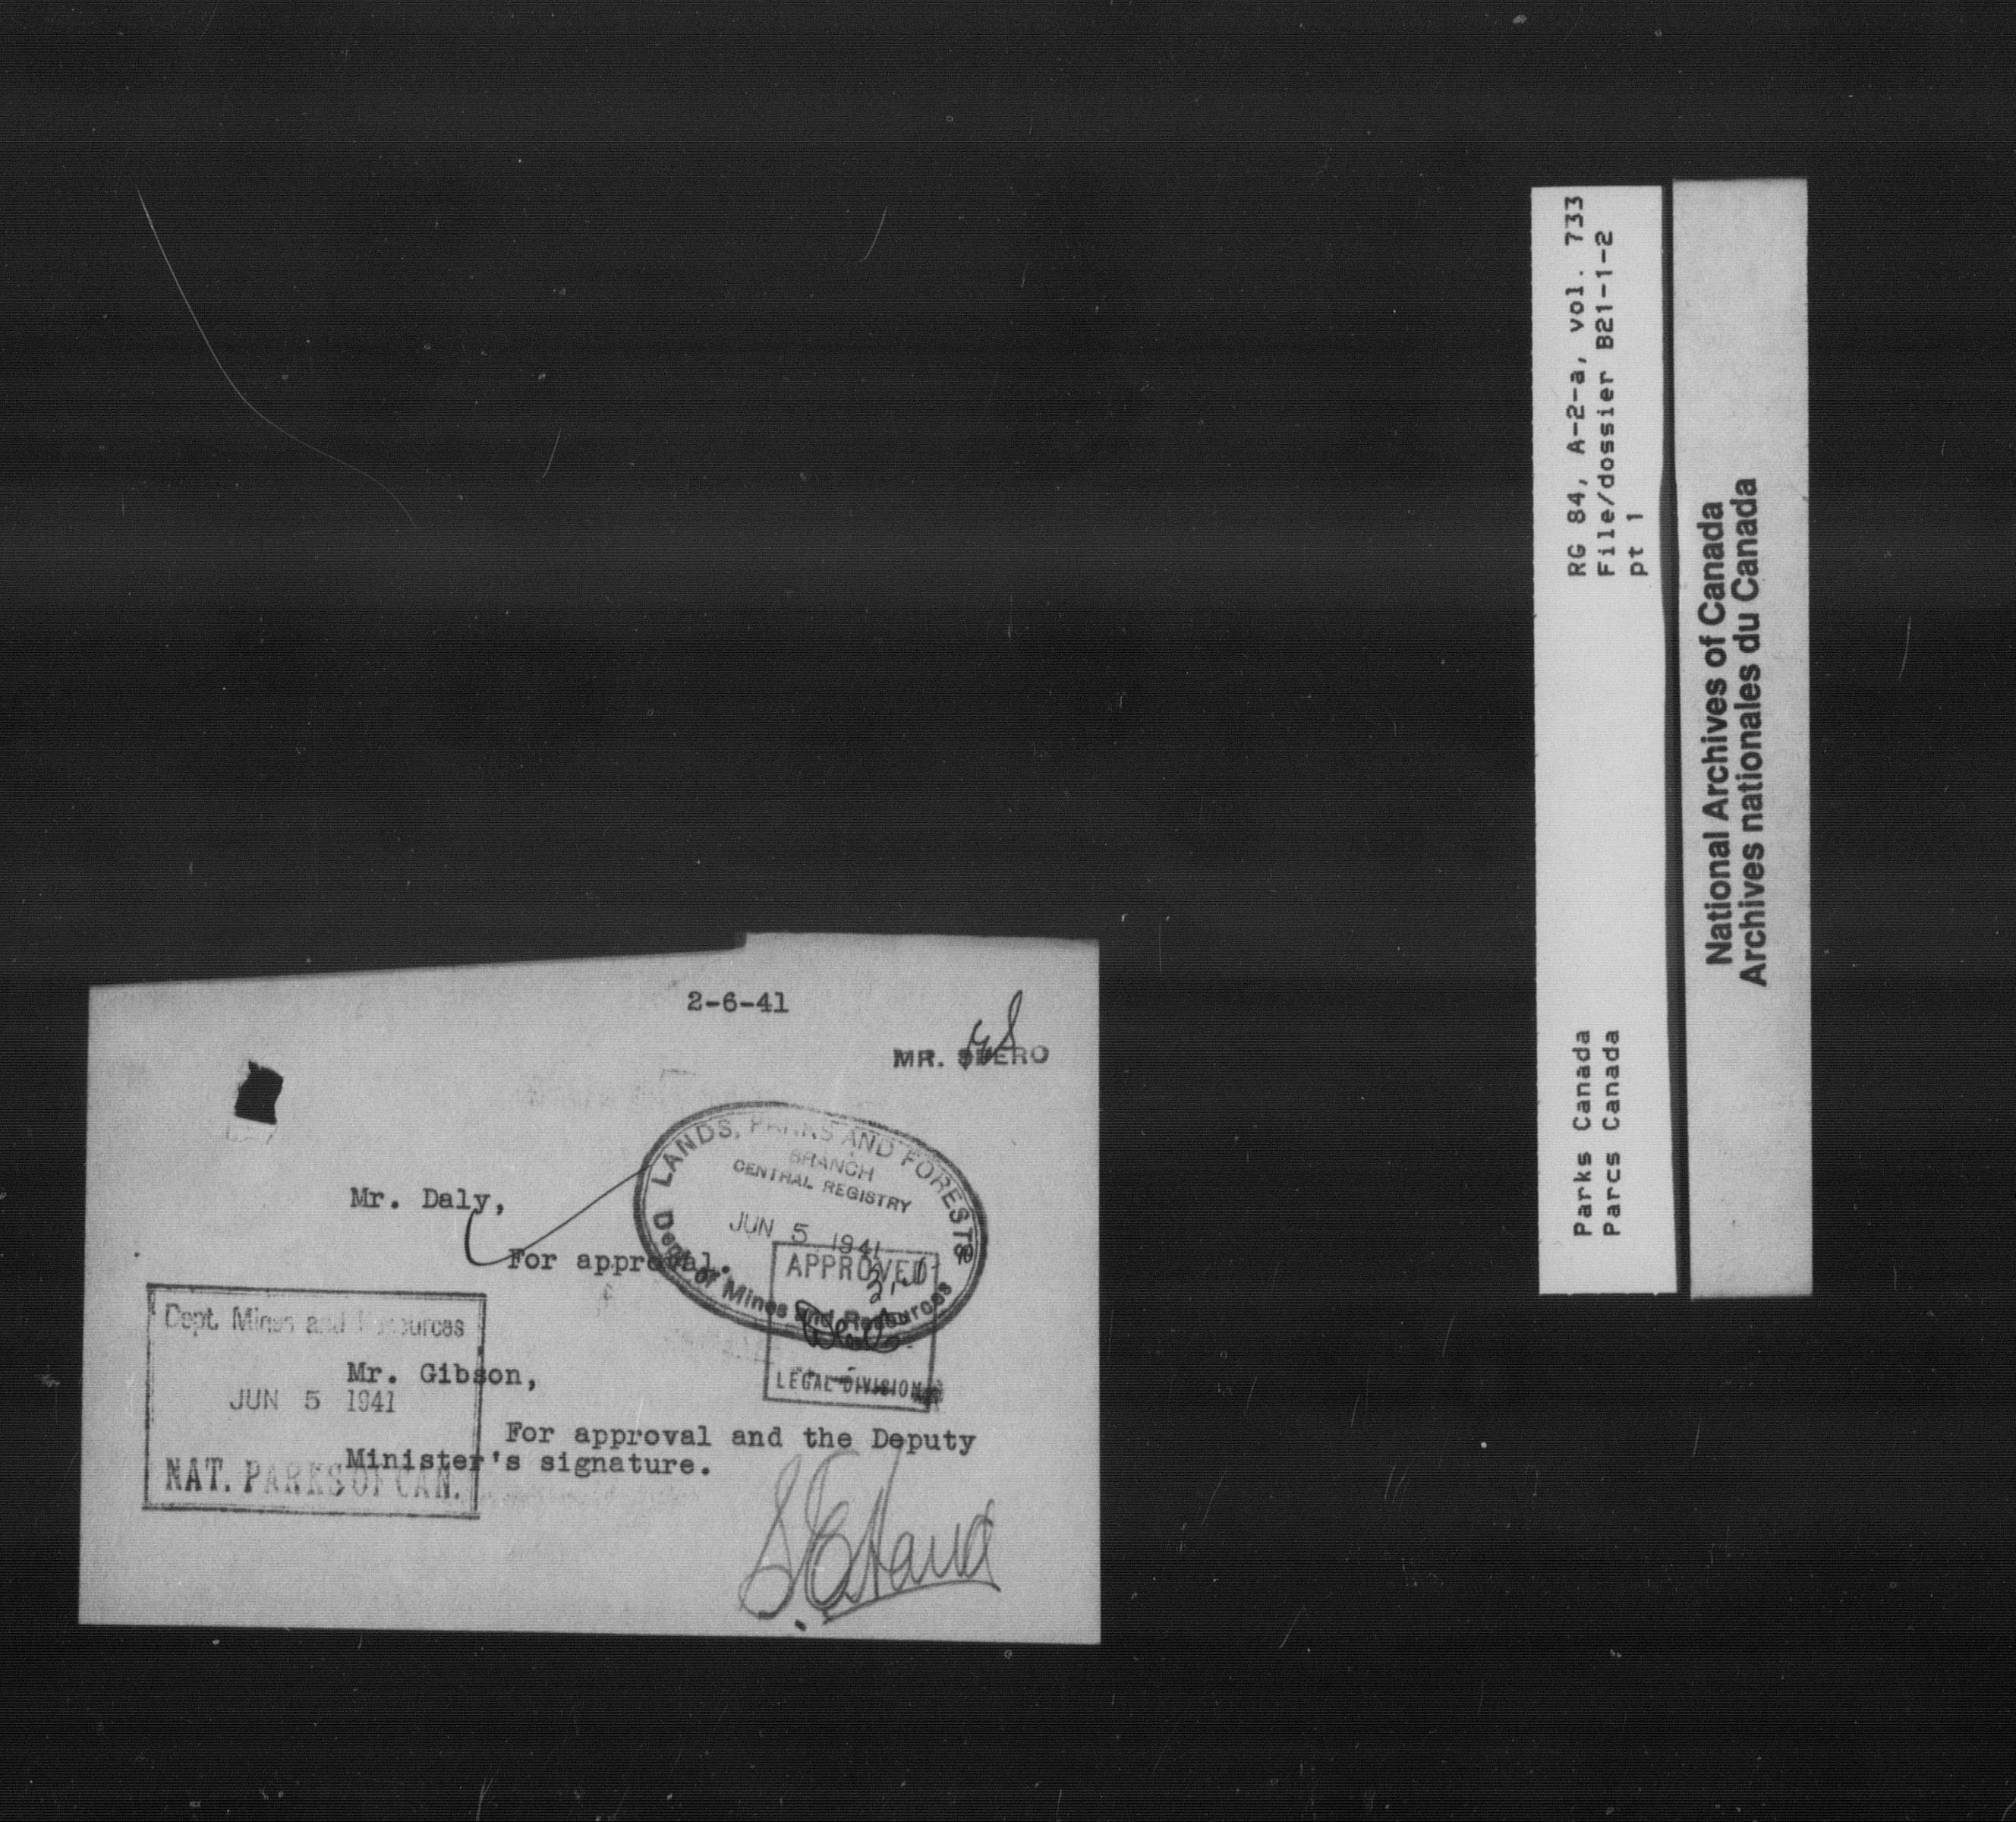 2-6-41
MR. SPERO
LANDS, PARKS AND FORESTS
BRANCH
CENTRAL REGISTRY
JUN 5 1941
Dept. of Mines and Resources
Mr. Daly,
For approval.
APPROVED
LEGAL DIVISION
Dept. Mines and Resources
JUN 5 1941
NAT. PARKS OF CAN.
Mr. Gibson,
For approval and the Deputy
Minister's signature.
RG 84, A-2-a, vol. 733
File/dossier B21-1-2
pt 1
Parks Canada
Parcs Canada
National Archives of Canada
Archives nationales du Canada